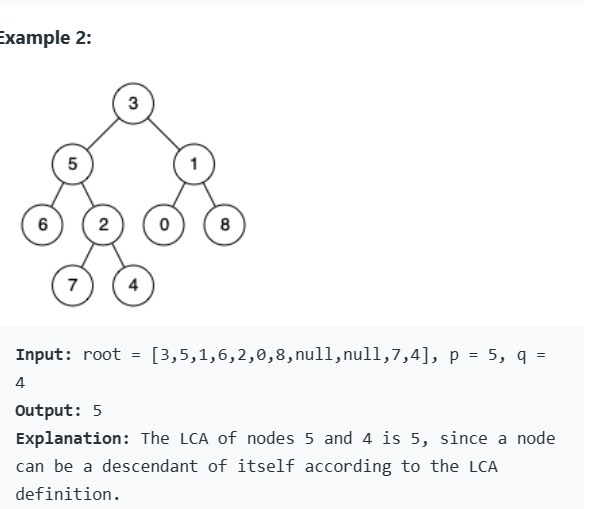 Example 2:
3
5 1
6 2 0 8
7 4
Input: root = [3,5,1,6,2,0,8,null,null,7,4], p = 5, q =
4
Output: 5
Explanation: The LCA of nodes 5 and 4 is 5, since a node
can be a descendant of itself according to the LCA
definition.